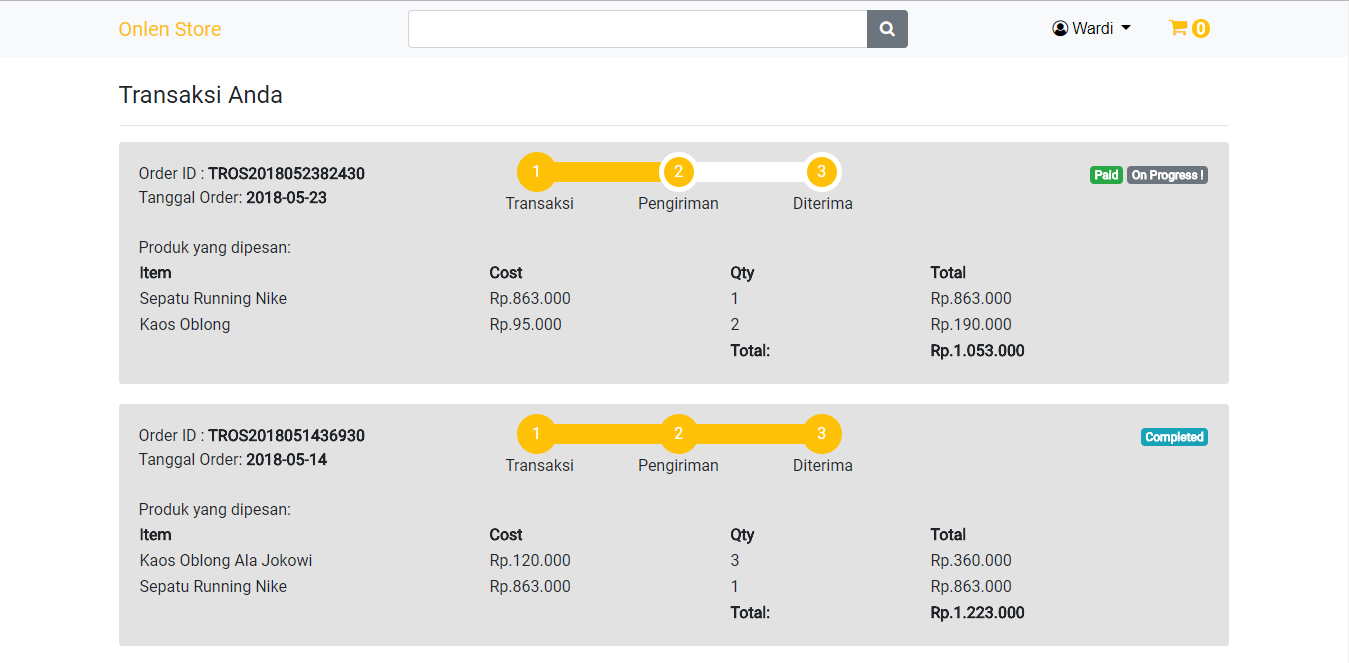 Onlen Store
Wardi
0
Transaksi Anda
Order ID : TROS2018052382430
Tanggal Order: 2018-05-23
1
2
3
Transaksi
Pengiriman
Diterima
Paid
On Progress !
Produk yang dipesan:
Item Cost Qty Total
Sepatu Running Nike Rp.863.000 1 Rp.863.000
Kaos Oblong Rp.95.000 2 Rp.190.000
Total: Rp.1.053.000
Order ID : TROS2018051436930
Tanggal Order: 2018-05-14
1
2
3
Transaksi
Pengiriman
Diterima
Completed
Produk yang dipesan:
Item Cost Qty Total
Kaos Oblong Ala Jokowi Rp.120.000 3 Rp.360.000
Sepatu Running Nike Rp.863.000 1 Rp.863.000
Total: Rp.1.223.000